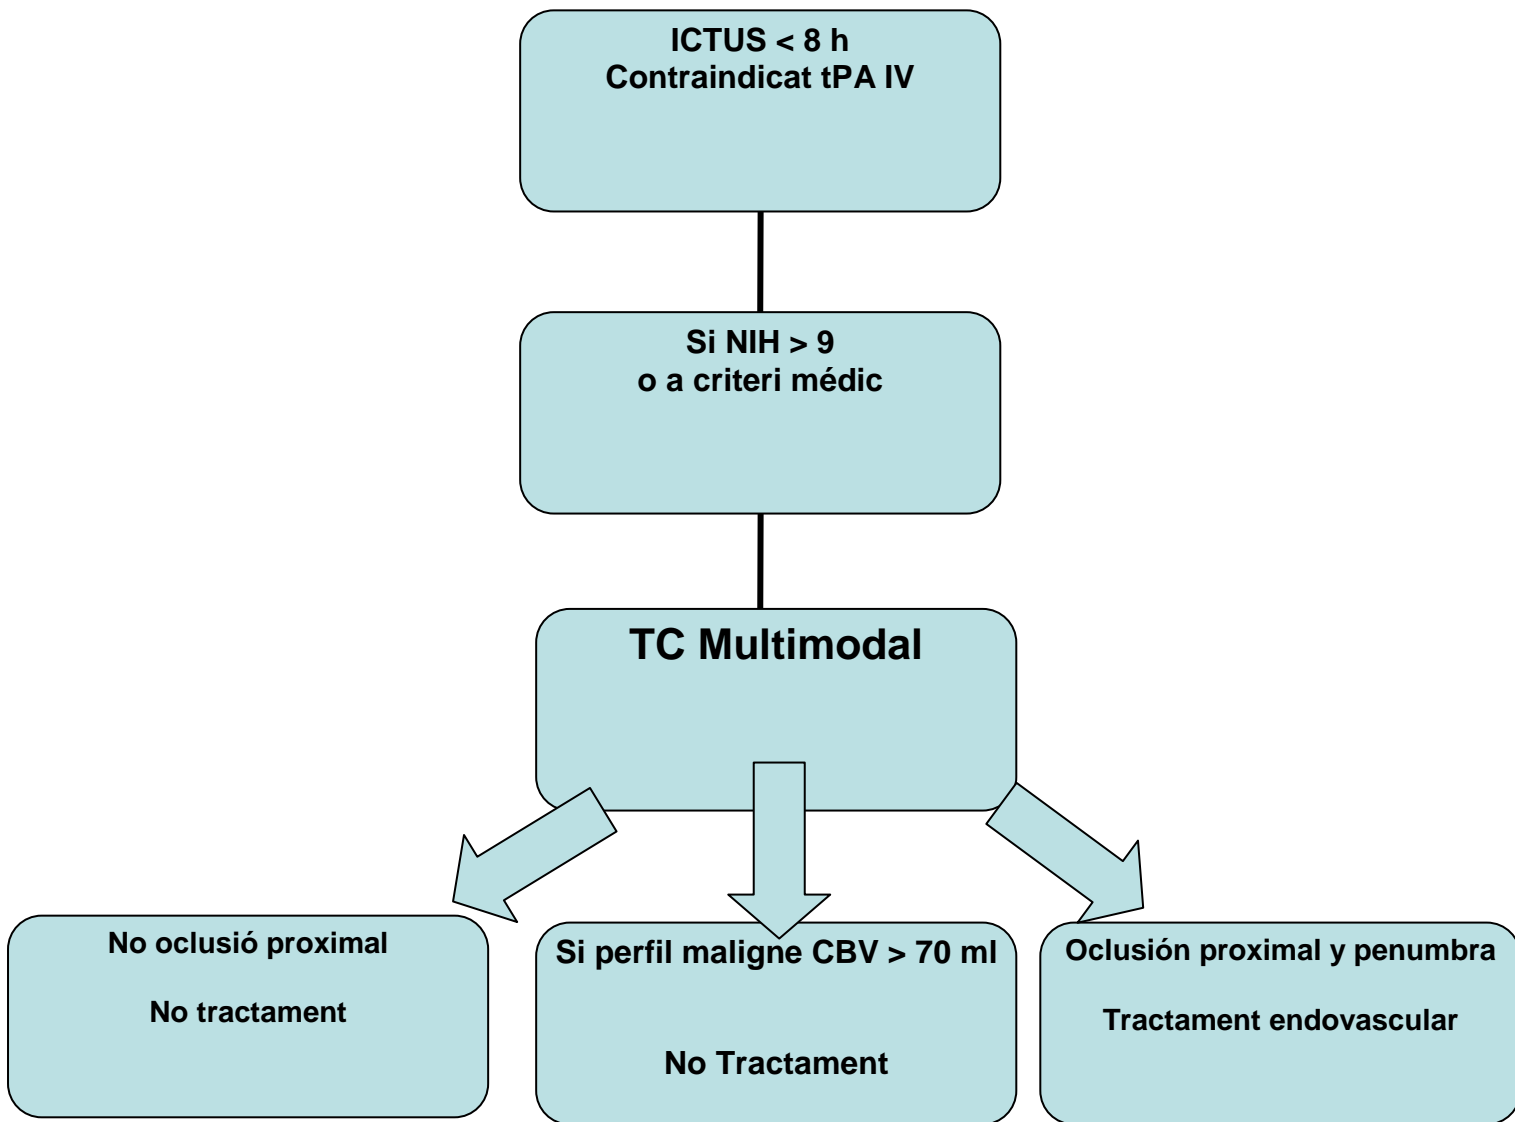 ICTUS < 8 h
Contraindicat tPA IV
Si NIH > 9
o a criteri médic
TC Multimodal
No oclusió proximal
No tractament
Si perfil maligne CBV > 70 ml
No Tractament
Oclusión proximal y penumbra
Tractament endovascular